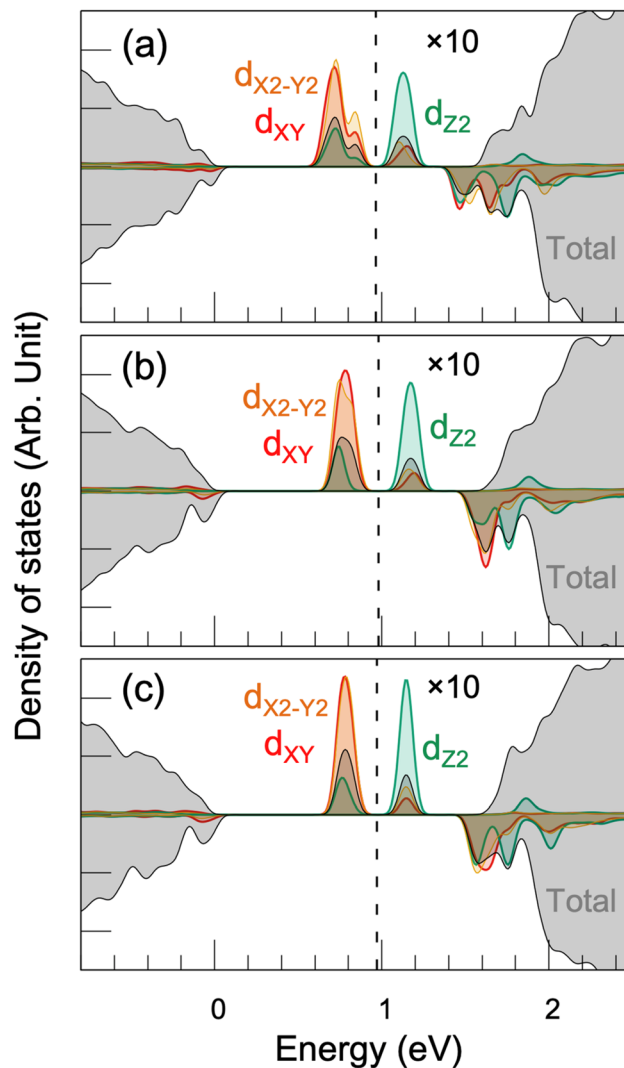 Density of states (Arb. Unit)
(a)
×10
dX2-Y2
dXY
dZ2
Total
(b)
×10
dX2-Y2
dXY
dZ2
Total
(c)
×10
dX2-Y2
dXY
dZ2
Total
0 1 2
Energy (eV)